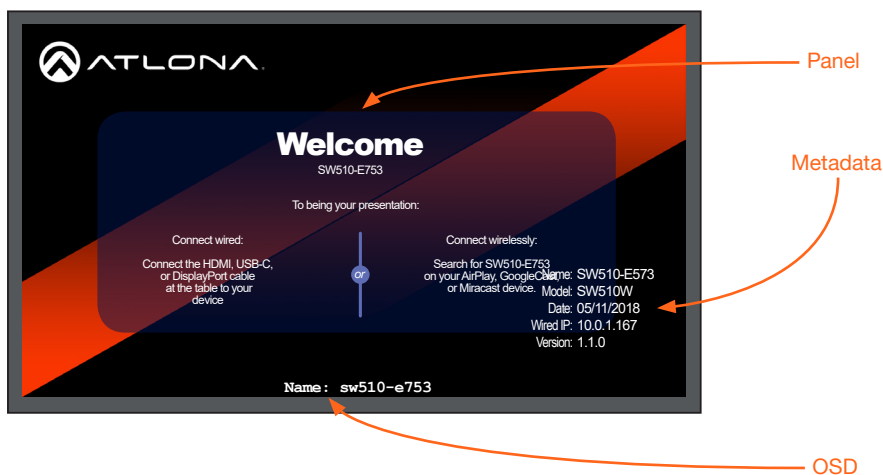 ATLONA.
Panel
Welcome
SW510-E753
To being your presentation:
Metadata
Connect wired:
Connect the HDMI, USB-C,
or DisplayPort cable
at the table to your
device
or
Connect wirelessly:
Search for SW510-E753
on your AirPlay, GoogleCast,
or Miracast device.
Name: SW510-E573
Model: SW510W
Date: 05/11/2018
Wired IP: 10.0.1.167
Version: 1.1.0
Name: sw510-e753
OSD